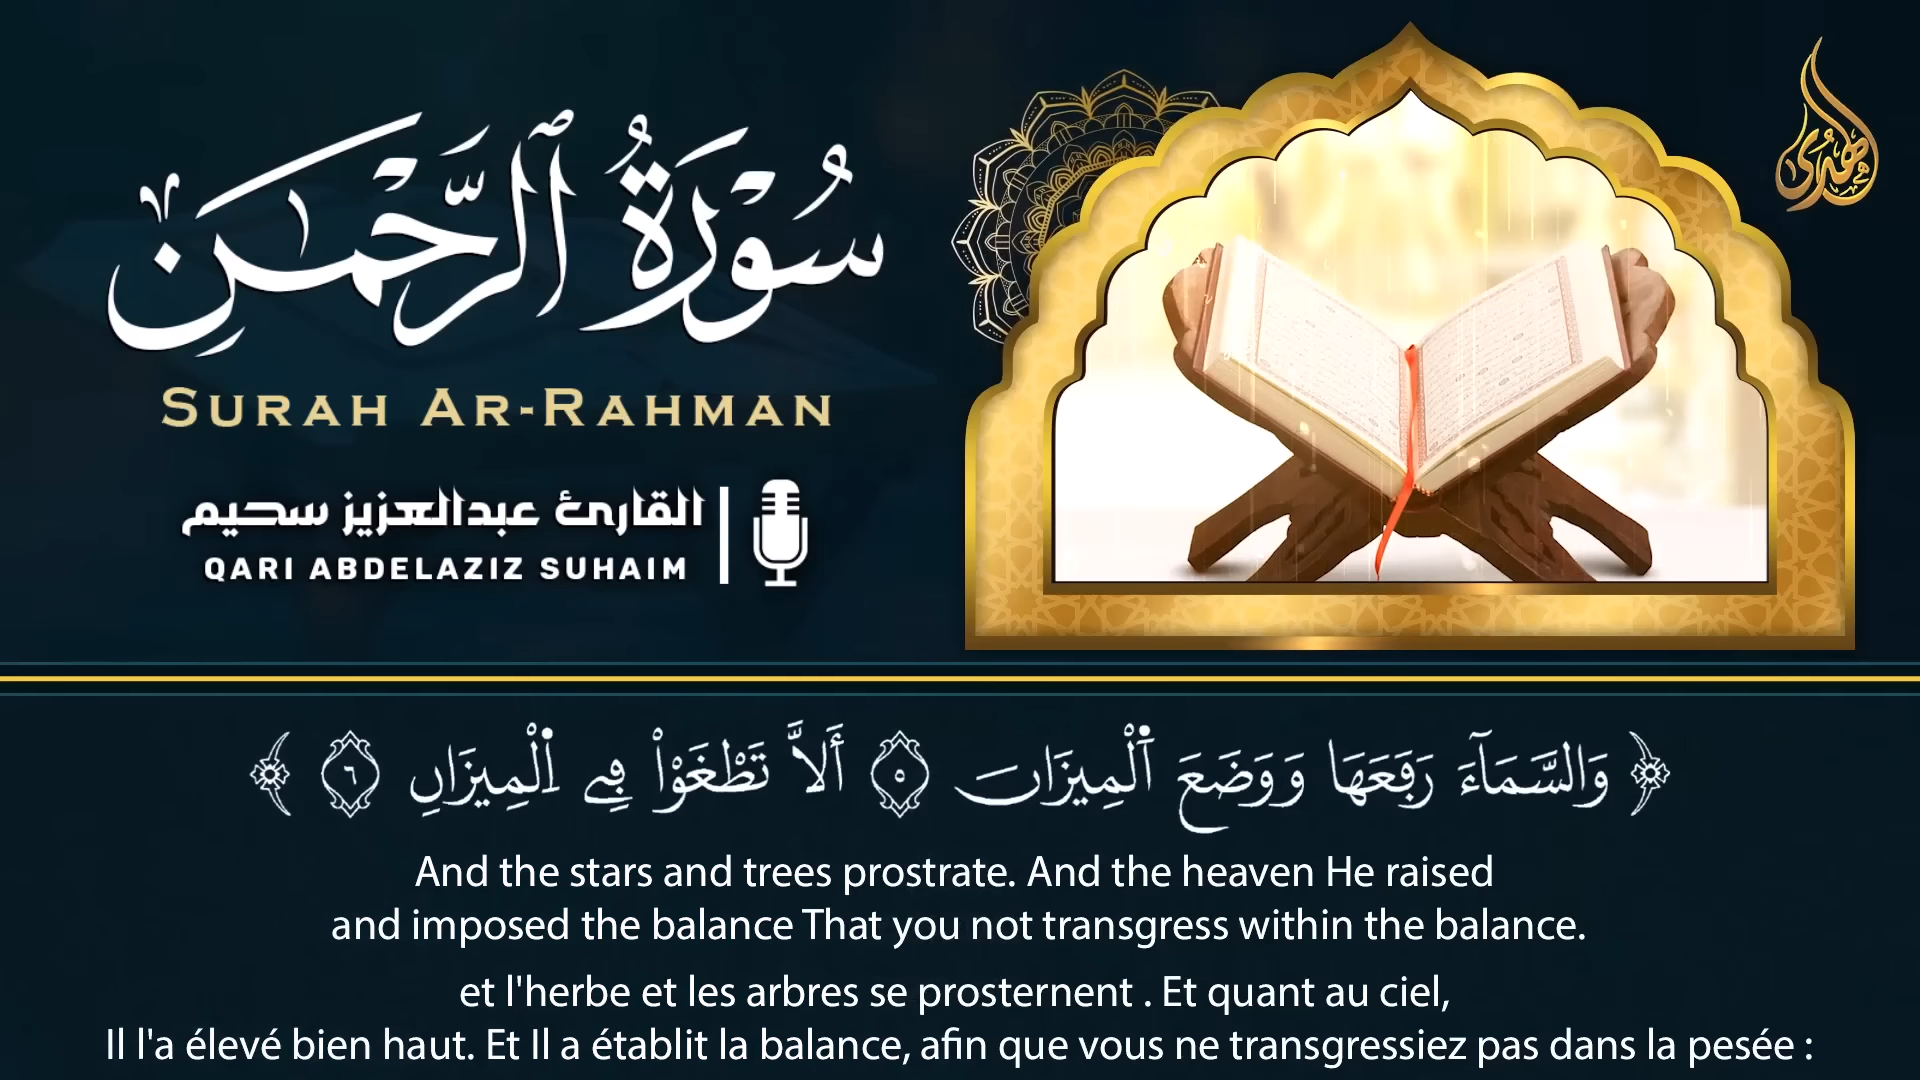 سُورَةُ ٱلرَّحْمَٰنِ
SURAH AR-RAHMAN
القارئ عبدالعزيز سحيم
QARI ABDELAZIZ SUHAIM
الهدى
﴿ وَالسَّمَآءَ رَفَعَهَا وَوَضَعَ اَ۬لْمِيزَانَ ٥ أَلَّا تَطْغَوْاْ فِے اِ۬لْمِيزَانِ ٦ ﴾
And the stars and trees prostrate. And the heaven He raised
and imposed the balance That you not transgress within the balance.
et l'herbe et les arbres se prosternent . Et quant au ciel,
Il l'a élevé bien haut. Et Il a établit la balance, afin que vous ne transgressiez pas dans la pesée :